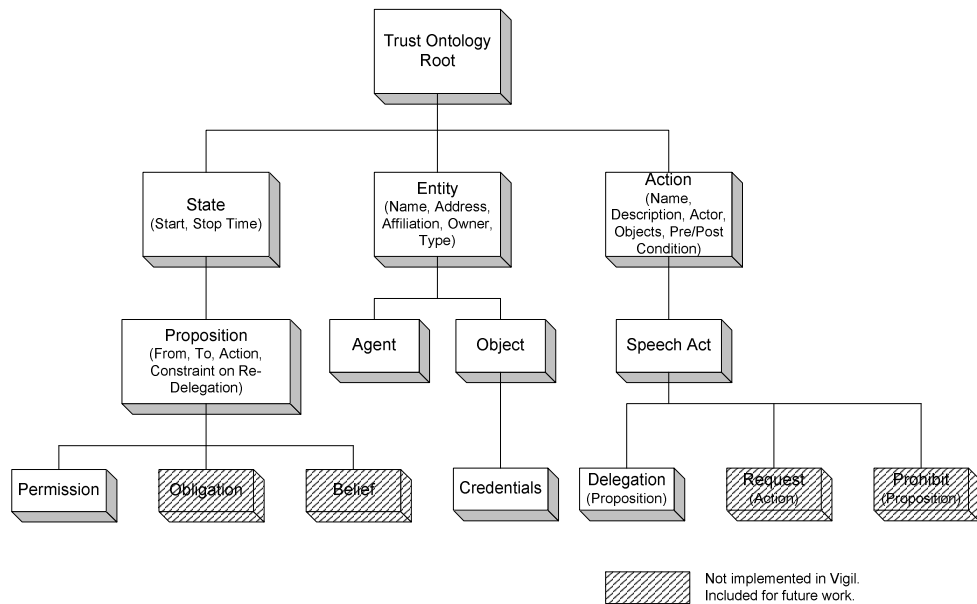 Trust Ontology
Root
State
(Start, Stop Time)
Entity
(Name, Address,
Affiliation, Owner,
Type)
Action
(Name,
Description, Actor,
Objects, Pre/Post
Condition)
Proposition
(From, To, Action,
Constraint on Re-
Delegation)
Agent
Object
Speech Act
Permission
Obligation
Belief
Credentials
Delegation
(Proposition)
Request
(Action)
Prohibit
(Proposition)
Not implemented in Vigil.
Included for future work.